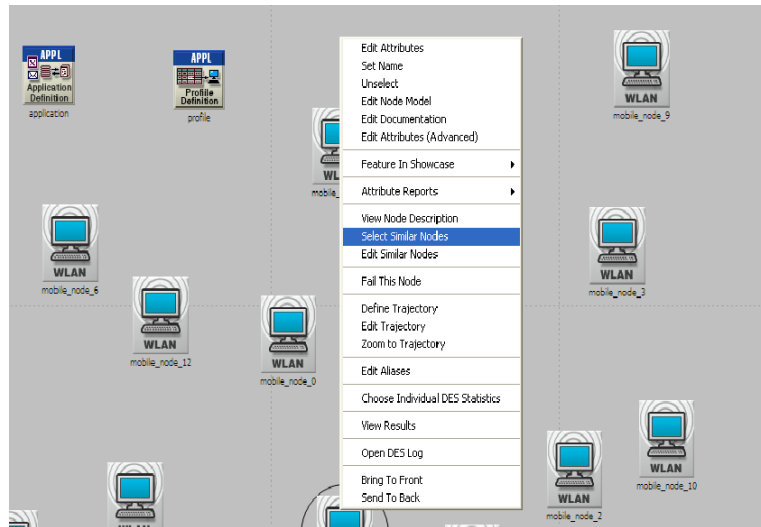 APPL
Application
Definition
application
APPL
Profile
Definition
profile
WL
mobile_
Edit Attributes
Set Name
Unselect
Edit Node Model
Edit Documentation
Edit Attributes (Advanced)
Feature In Showcase
Attribute Reports
View Node Description
Select Similar Nodes
Edit Similar Nodes
Fail This Node
Define Trajectory
Edit Trajectory
Zoom to Trajectory
Edit Aliases
Choose Individual DES Statistics
View Results
Open DES Log
Bring To Front
Send To Back
WLAN
mobile_node_9
WLAN
mobile_node_6
WLAN
mobile_node_3
WLAN
mobile_node_12
WLAN
mobile_node_0
WLAN
mobile_node_10
WLAN
mobile_node_2
WLAN